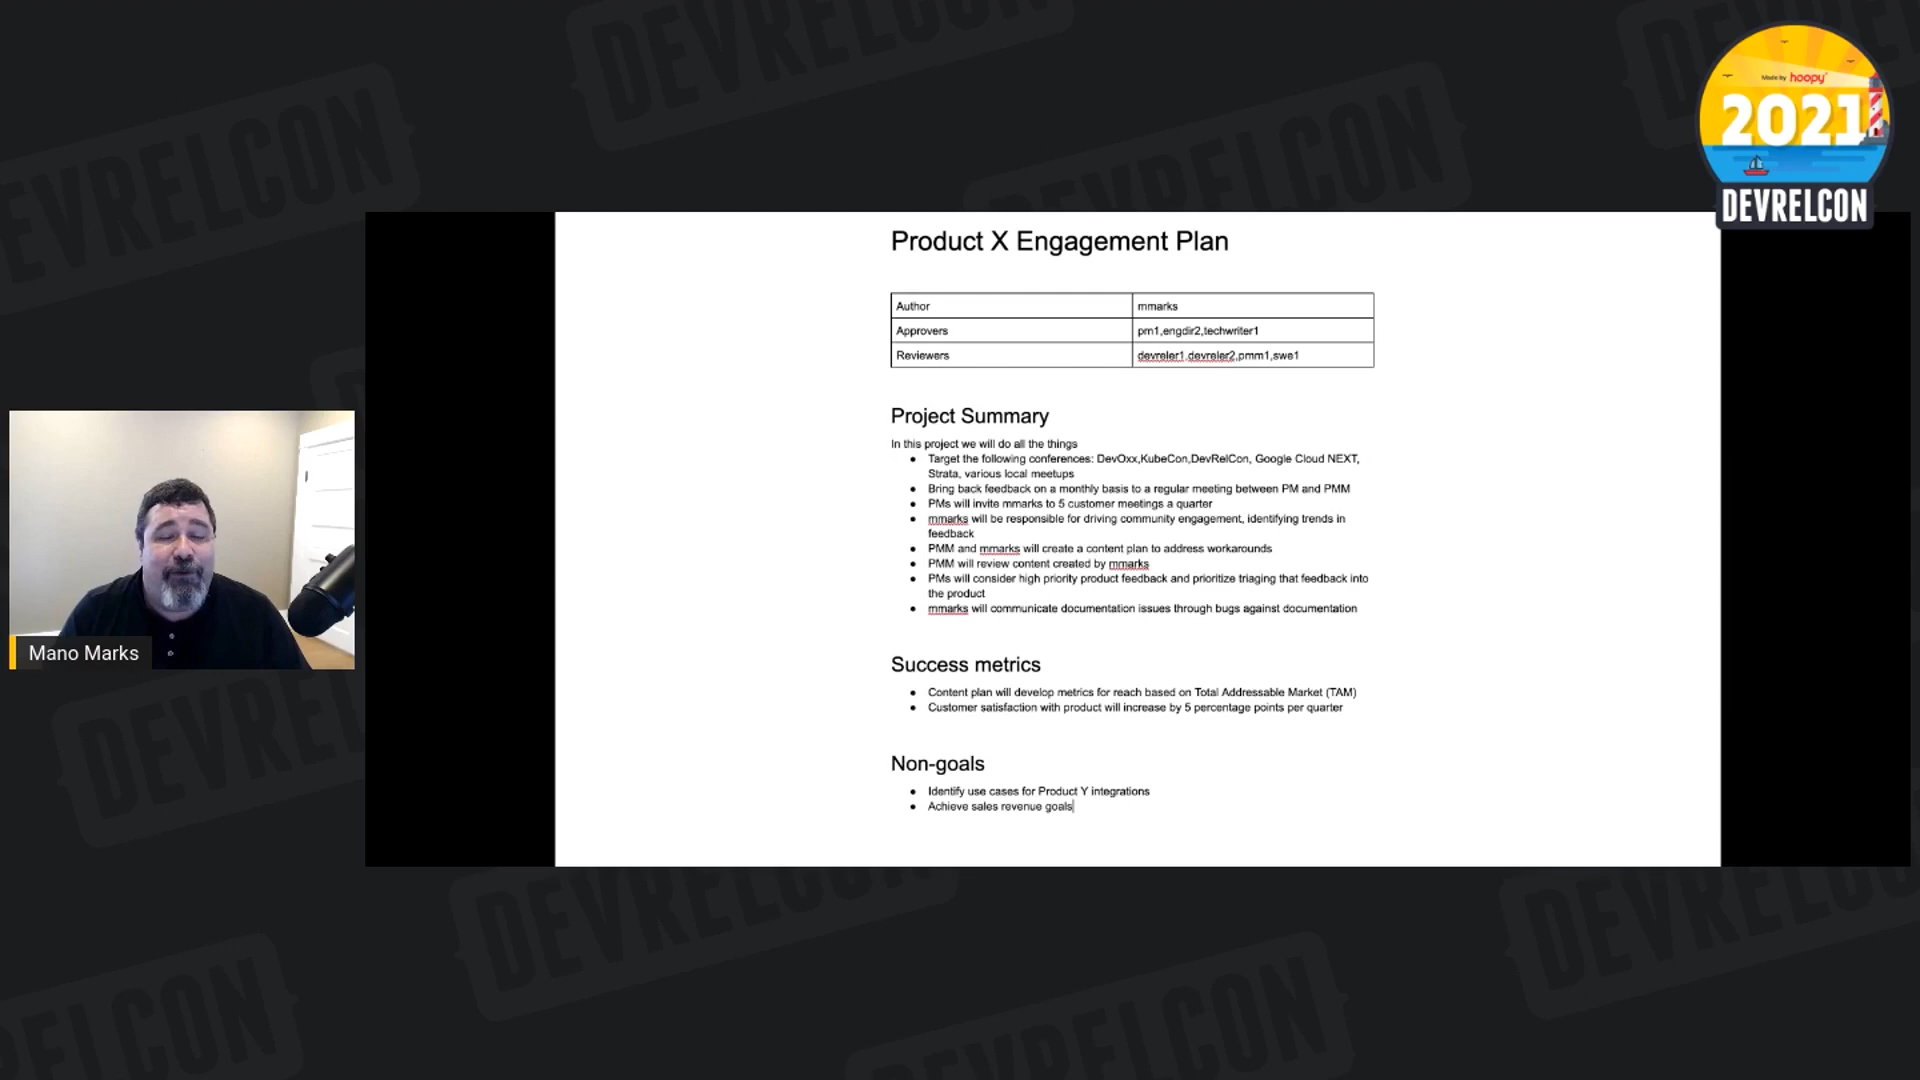 DEVRELCON
DEVRELCON
DEVRELCON
Made by hoopy
2021
DEVRELCON
Product X Engagement Plan
Author mmarks
Approvers pm1,engdir2,techwriter1
Reviewers devreler1,devreler2,pmm1,swe1
Project Summary
In this project we will do all the things
● Target the following conferences: DevOxx,KubeCon,DevRelCon, Google Cloud NEXT,
Strata, various local meetups
● Bring back feedback on a monthly basis to a regular meeting between PM and PMM
● PMs will invite mmarks to 5 customer meetings a quarter
● mmarks will be responsible for driving community engagement, identifying trends in
feedback
● PMM and mmarks will create a content plan to address workarounds
● PMM will review content created by mmarks
● PMs will consider high priority product feedback and prioritize triaging that feedback into
the product
● mmarks will communicate documentation issues through bugs against documentation
Success metrics
● Content plan will develop metrics for reach based on Total Addressable Market (TAM)
● Customer satisfaction with product will increase by 5 percentage points per quarter
Non-goals
● Identify use cases for Product Y integrations
● Achieve sales revenue goals
Mano Marks
DEVRELCON
DEVRELCON